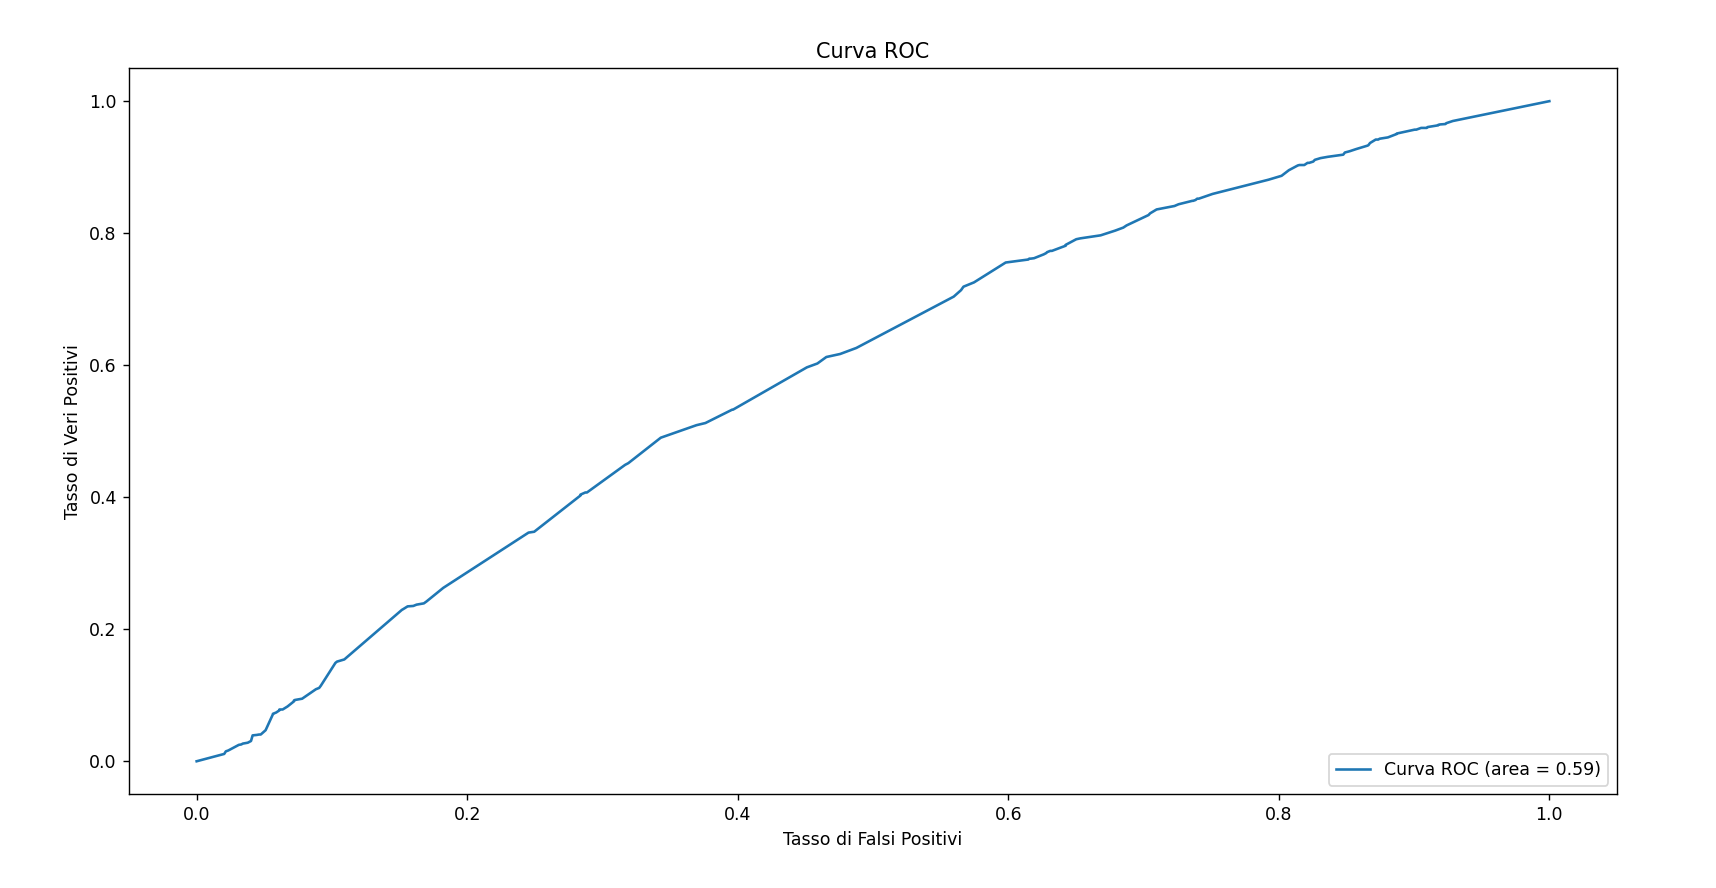 Curva ROC
Tasso di Veri Positivi
1.0
0.8
0.6
0.4
0.2
0.0
Curva ROC (area = 0.59)
0.0 0.2 0.4 0.6 0.8 1.0
Tasso di Falsi Positivi